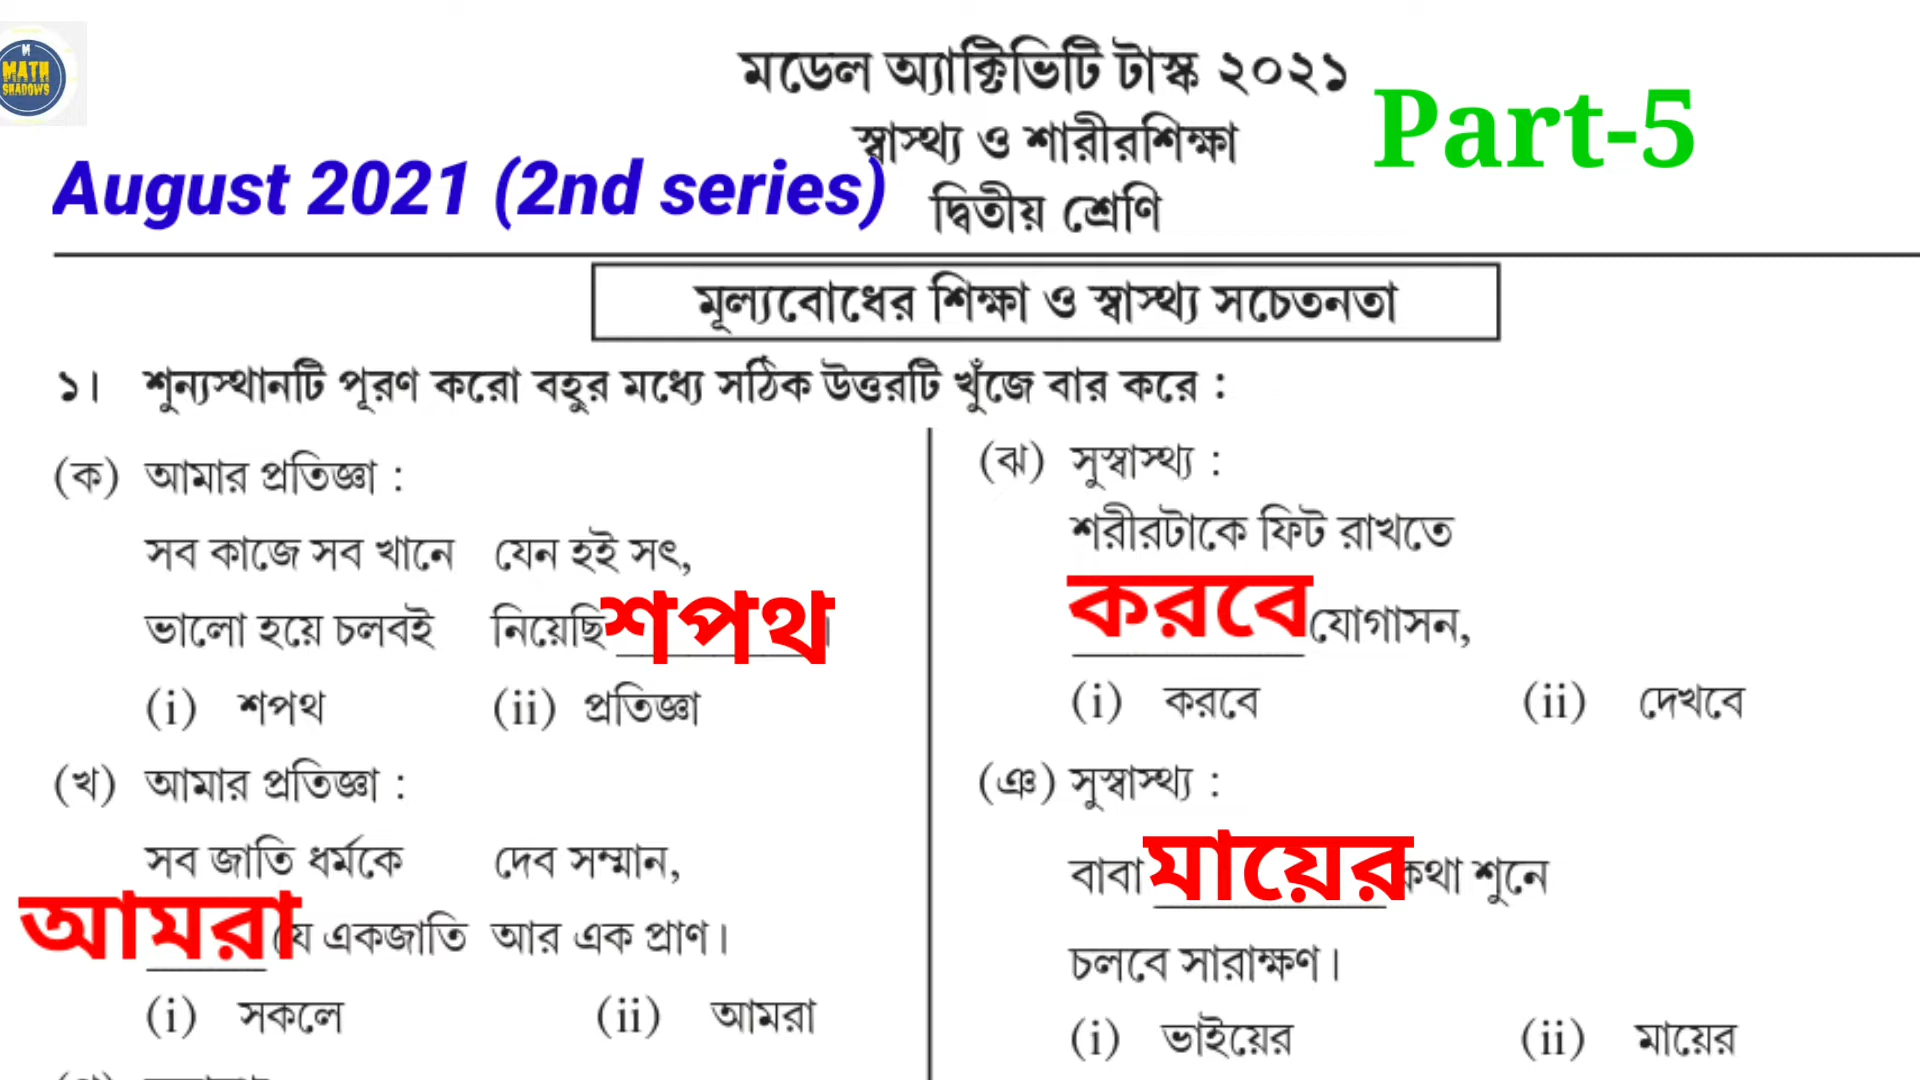 M
MATH
SHADOWS
মডেল অ্যাক্টিভিটি টাস্ক ২০২১
Part-5
স্বাস্থ্য ও শারীরশিক্ষা
August 2021 (2nd series)
দ্বিতীয় শ্রেণি
মূল্যবোধের শিক্ষা ও স্বাস্থ্য সচেতনতা
১। শুন্যস্থানটি পূরণ করো বহুর মধ্যে সঠিক উত্তরটি খুঁজে বার করে :
(ক) আমার প্রতিজ্ঞা :
সব কাজে সব খানে যেন হই সৎ,
ভালো হয়ে চলবই নিয়েছি শপথ।
(i) শপথ (ii) প্রতিজ্ঞা
(খ) আমার প্রতিজ্ঞা :
সব জাতি ধর্মকে দেব সম্মান,
আমরা যে একজাতি আর এক প্রাণ।
(i) সকলে (ii) আমরা
(ঝ) সুস্বাস্থ্য :
শরীরটাকে ফিট রাখতে
করবে যোগাসন,
(i) করবে (ii) দেখবে
(ঞ) সুস্বাস্থ্য :
বাবা মায়ের কথা শুনে
চলবে সারাক্ষণ।
(i) ভাইয়ের (ii) মায়ের